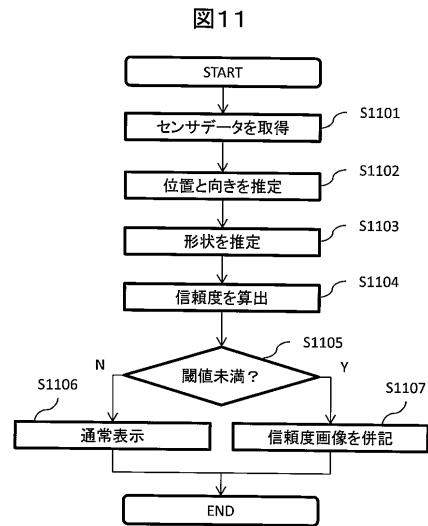 図11
START
センサデータを取得
S1101
位置と向きを推定
S1102
形状を推定
S1103
信頼度を算出
S1104
閾値未満?
S1105
N
Y
S1106
通常表示
S1107
信頼度画像を併記
END